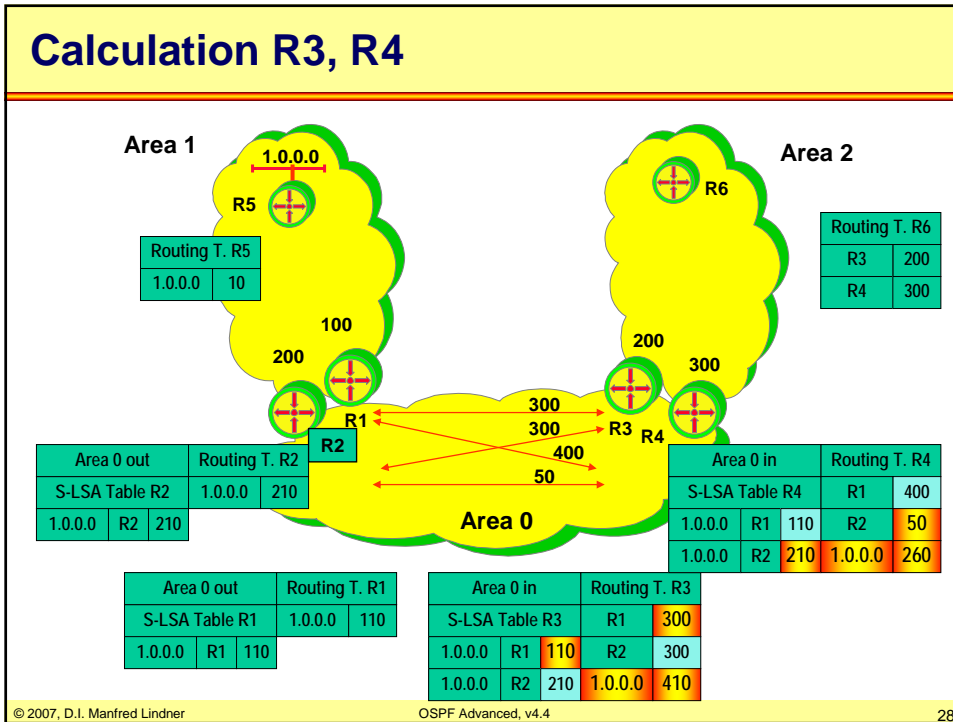 Calculation R3, R4
Area 1
1.0.0.0
Area 2
R5
R6
Routing T. R5
1.0.0.0 10
Routing T. R6
R3 200
R4 300
100
200
200
300
R1
R2
300
300
400
50
R3
R4
Area 0
Area 0 out Routing T. R2
S-LSA Table R2 1.0.0.0 210
1.0.0.0 R2 210
Area 0 in Routing T. R4
S-LSA Table R4 R1 400
1.0.0.0 R1 110 R2 50
1.0.0.0 R2 210 1.0.0.0 260
Area 0 out Routing T. R1
S-LSA Table R1 1.0.0.0 110
1.0.0.0 R1 110
Area 0 in Routing T. R3
S-LSA Table R3 R1 300
1.0.0.0 R1 110 R2 300
1.0.0.0 R2 210 1.0.0.0 410
© 2007, D.I. Manfred Lindner OSPF Advanced, v4.4 28